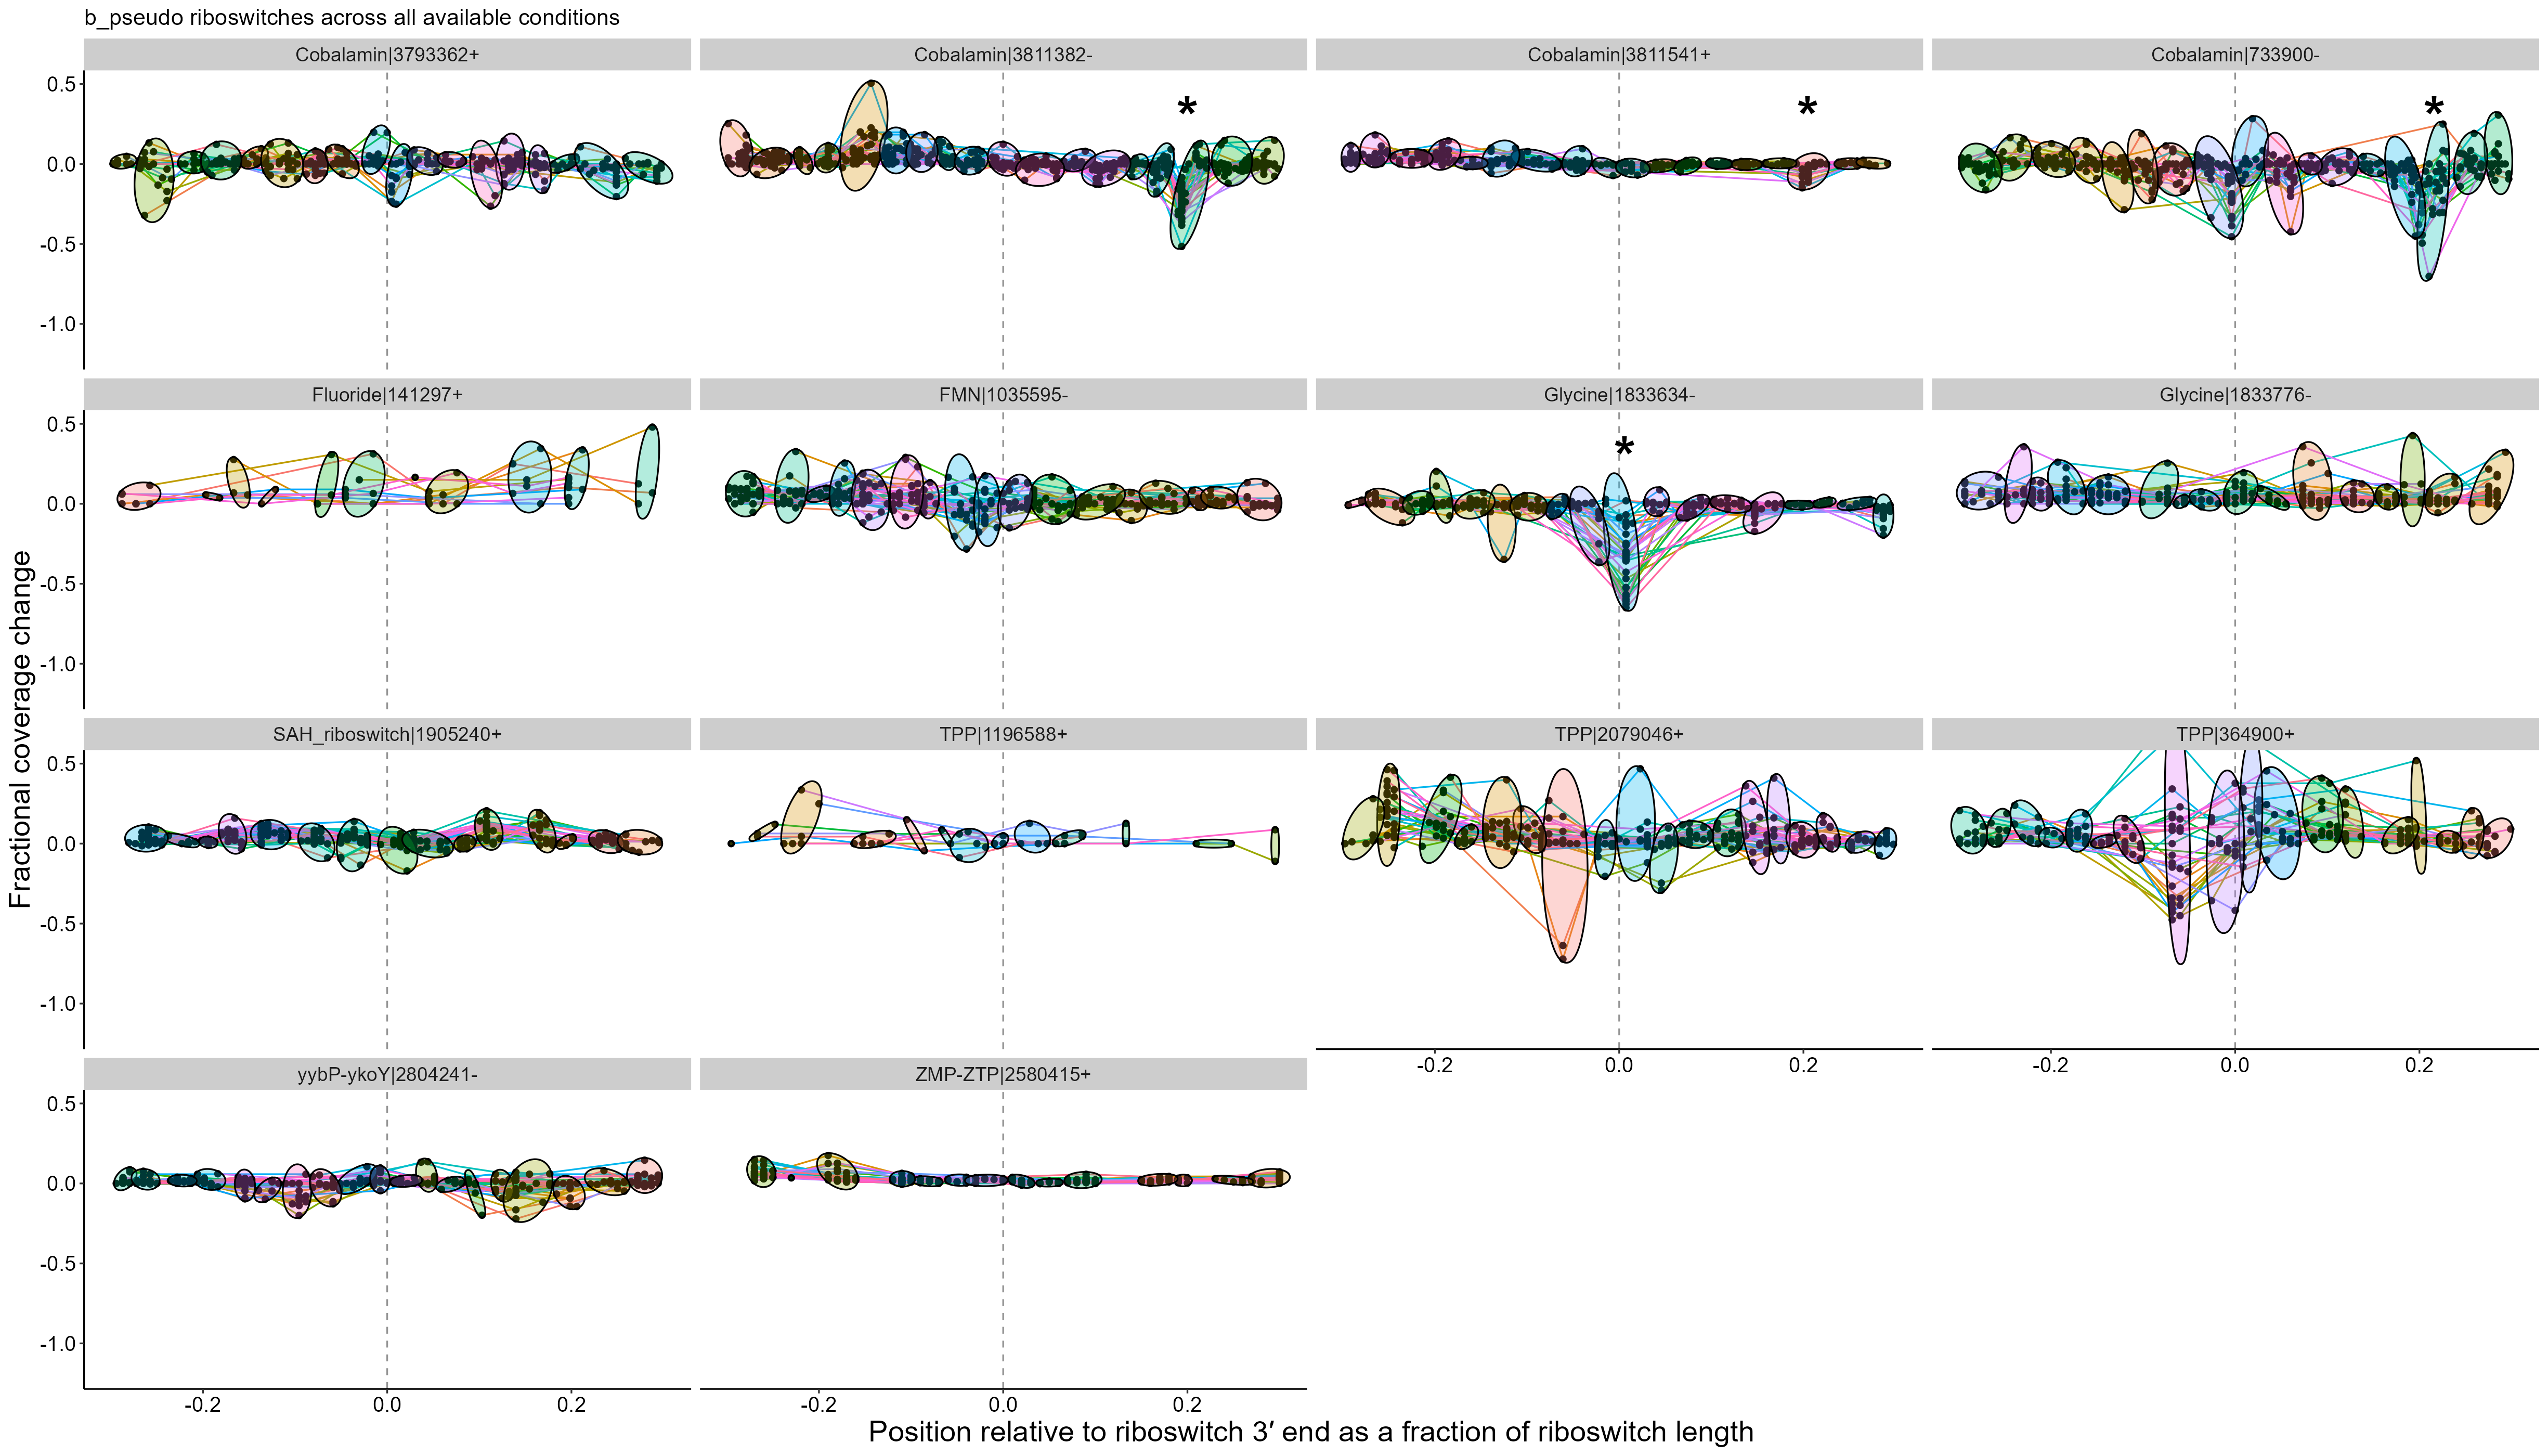 b_pseudo riboswitches across all available conditions
Cobalamin|3793362+
Cobalamin|3811382-
Cobalamin|3811541+
Cobalamin|733900-
0.5
0.0
-0.5
-1.0
*
*
*
Fluoride|141297+
FMN|1035595-
Glycine|1833634-
Glycine|1833776-
0.5
0.0
-0.5
-1.0
*
SAH_riboswitch|1905240+
TPP|1196588+
TPP|2079046+
TPP|364900+
0.5
0.0
-0.5
-1.0
-0.2
0.0
0.2
-0.2
0.0
0.2
yybP-ykoY|2804241-
ZMP-ZTP|2580415+
0.5
0.0
-0.5
-1.0
-0.2
0.0
0.2
-0.2
0.0
0.2
Fractional coverage change
Position relative to riboswitch 3′ end as a fraction of riboswitch length